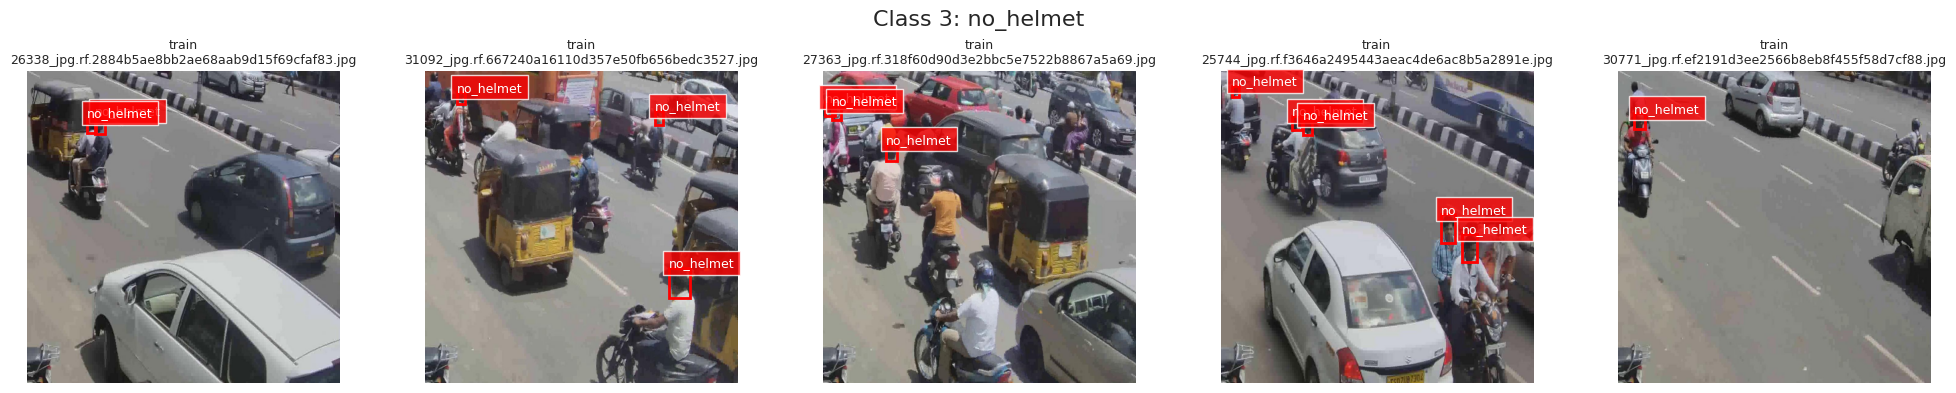 Class 3: no_helmet
train
26338_jpg.rf.2884b5ae8bb2ae68aab9d15f69cfaf83.jpg
no_helmet
train
31092_jpg.rf.667240a16110d357e50fb656bedc3527.jpg
no_helmet
no_helmet
no_helmet
train
27363_jpg.rf.318f60d90d3e2bbc5e7522b8867a5a69.jpg
no_helmet
no_helmet
train
25744_jpg.rf.f3646a2495443aeac4de6ac8b5a2891e.jpg
no_helmet
no_helmet
no_helmet
no_helmet
train
30771_jpg.rf.ef2191d3ee2566b8eb8f455f58d7cf88.jpg
no_helmet